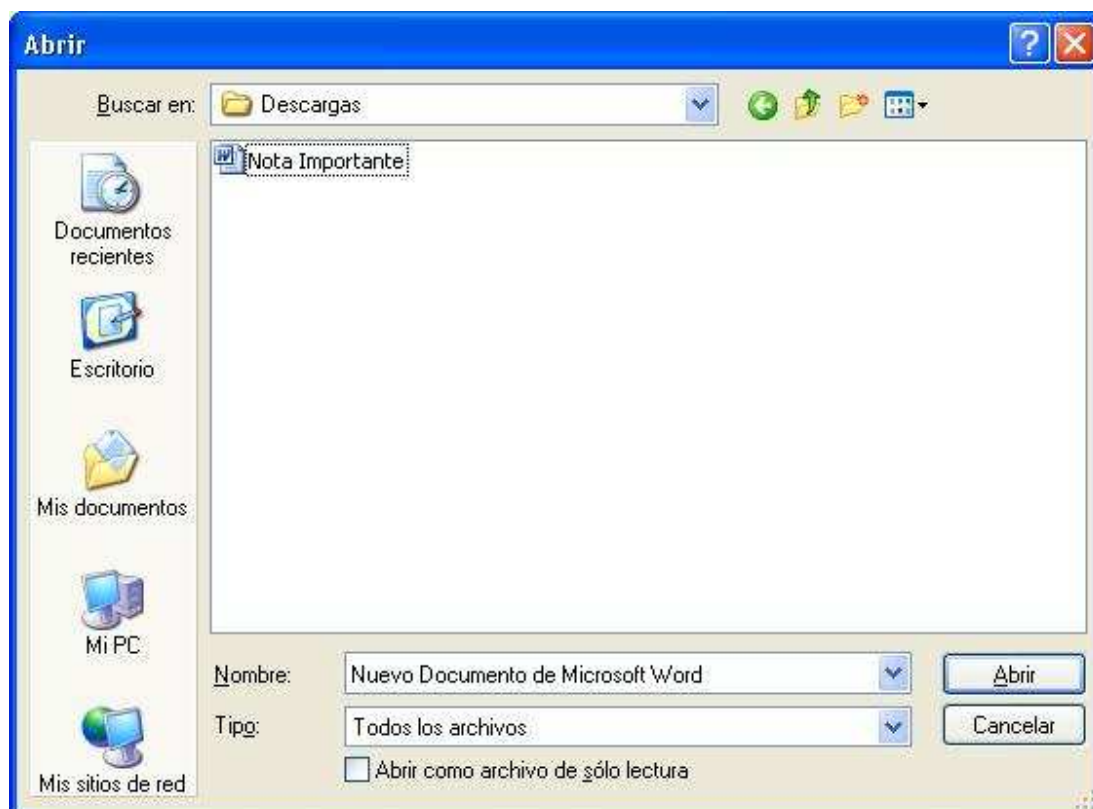 Abrir
Buscar en: Descargas
Nota Importante
Documentos
recientes
Escritorio
Mis documentos
Mi PC
Mis sitios de red
Nombre: Nuevo Documento de Microsoft Word Abrir
Tipo: Todos los archivos Cancelar
Abrir como archivo de sólo lectura